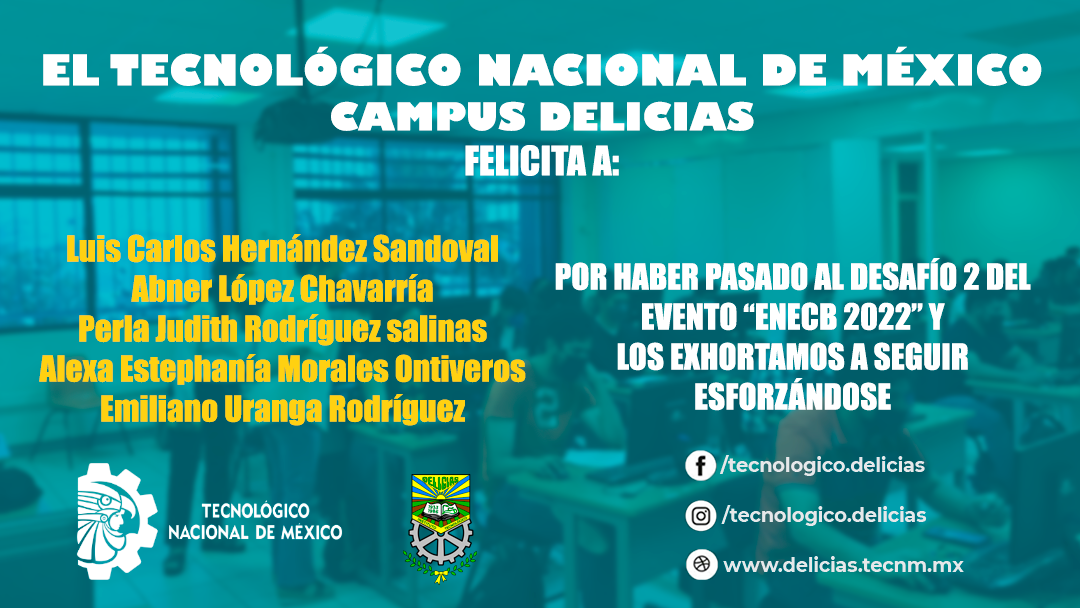 EL TECNOLÓGICO NACIONAL DE MÉXICO
CAMPUS DELICIAS
FELICITA A:
Luis Carlos Hernández Sandoval
Abner López Chavarría
Perla Judith Rodríguez salinas
Alexa Estephanía Morales Ontiveros
Emiliano Uranga Rodríguez
POR HABER PASADO AL DESAFÍO 2 DEL
EVENTO “ENECB 2022” Y
LOS EXHORTAMOS A SEGUIR
ESFORZÁNDOSE
TECNOLÓGICO
NACIONAL DE MÉXICO
DELICIAS
/tecnologico.delicias
/tecnologico.delicias
www.delicias.tecnm.mx